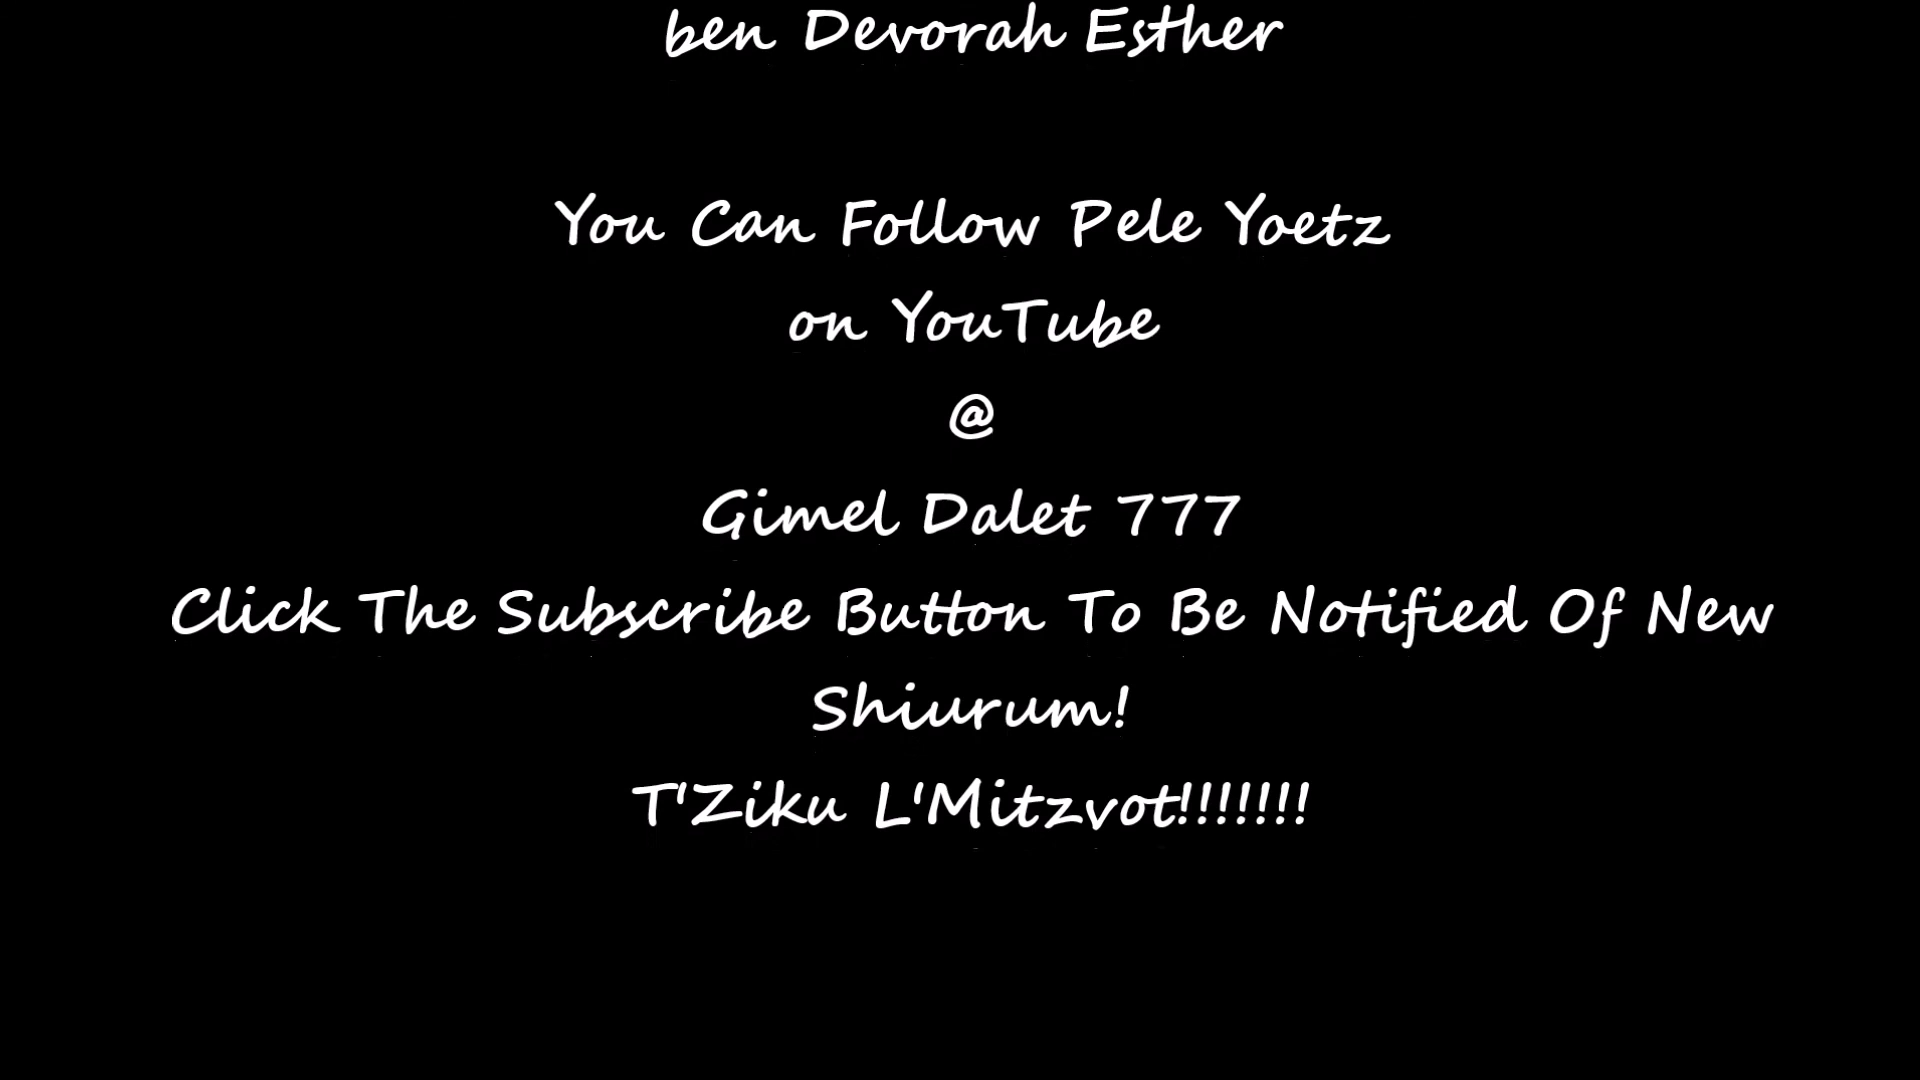 ben Devorah Esther
You Can Follow Pele Yoetz
on YouTube
@
Gimel Dalet 777
Click The Subscribe Button To Be Notified Of New
Shiurum!
T'Ziku L'Mitzvot!!!!!!!